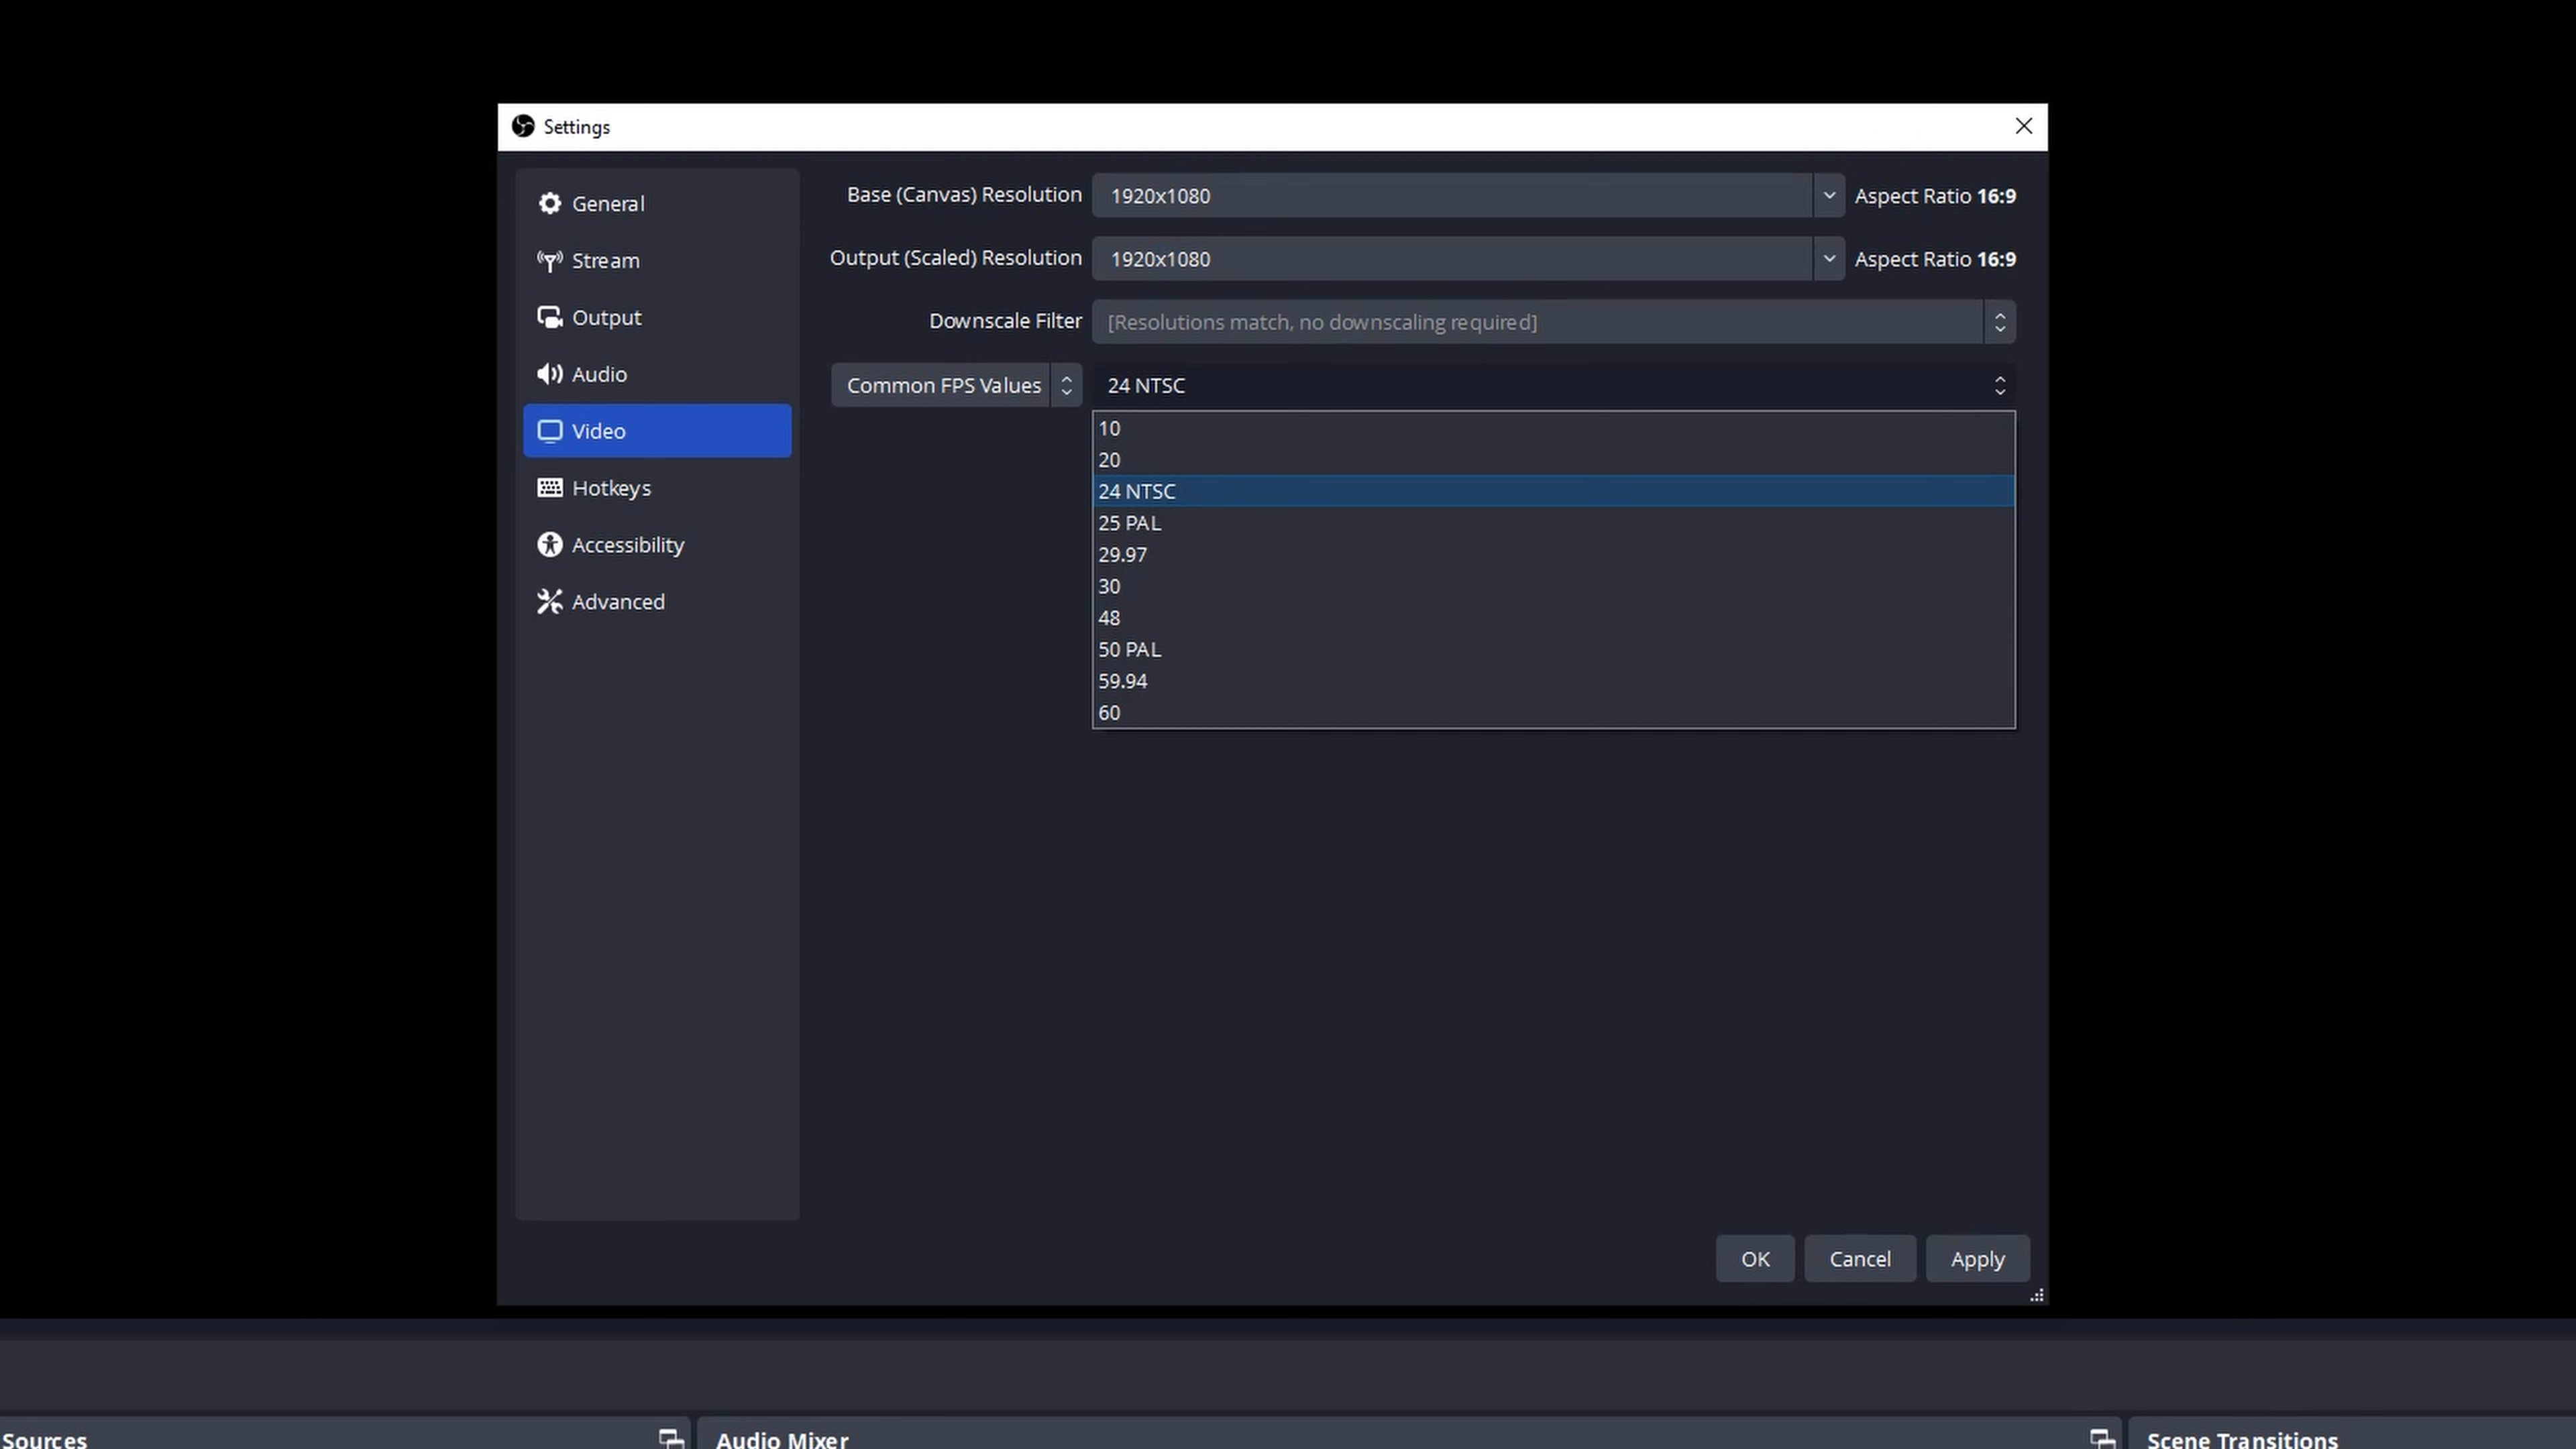 Settings
General
Stream
Output
Audio
Video
Hotkeys
Accessibility
Advanced
Base (Canvas) Resolution 1920x1080 Aspect Ratio 16:9
Output (Scaled) Resolution 1920x1080 Aspect Ratio 16:9
Downscale Filter [Resolutions match, no downscaling required]
Common FPS Values 24 NTSC
10
20
24 NTSC
25 PAL
29.97
30
48
50 PAL
59.94
60
OK Cancel Apply
Sources Audio Mixer Scene Transitions